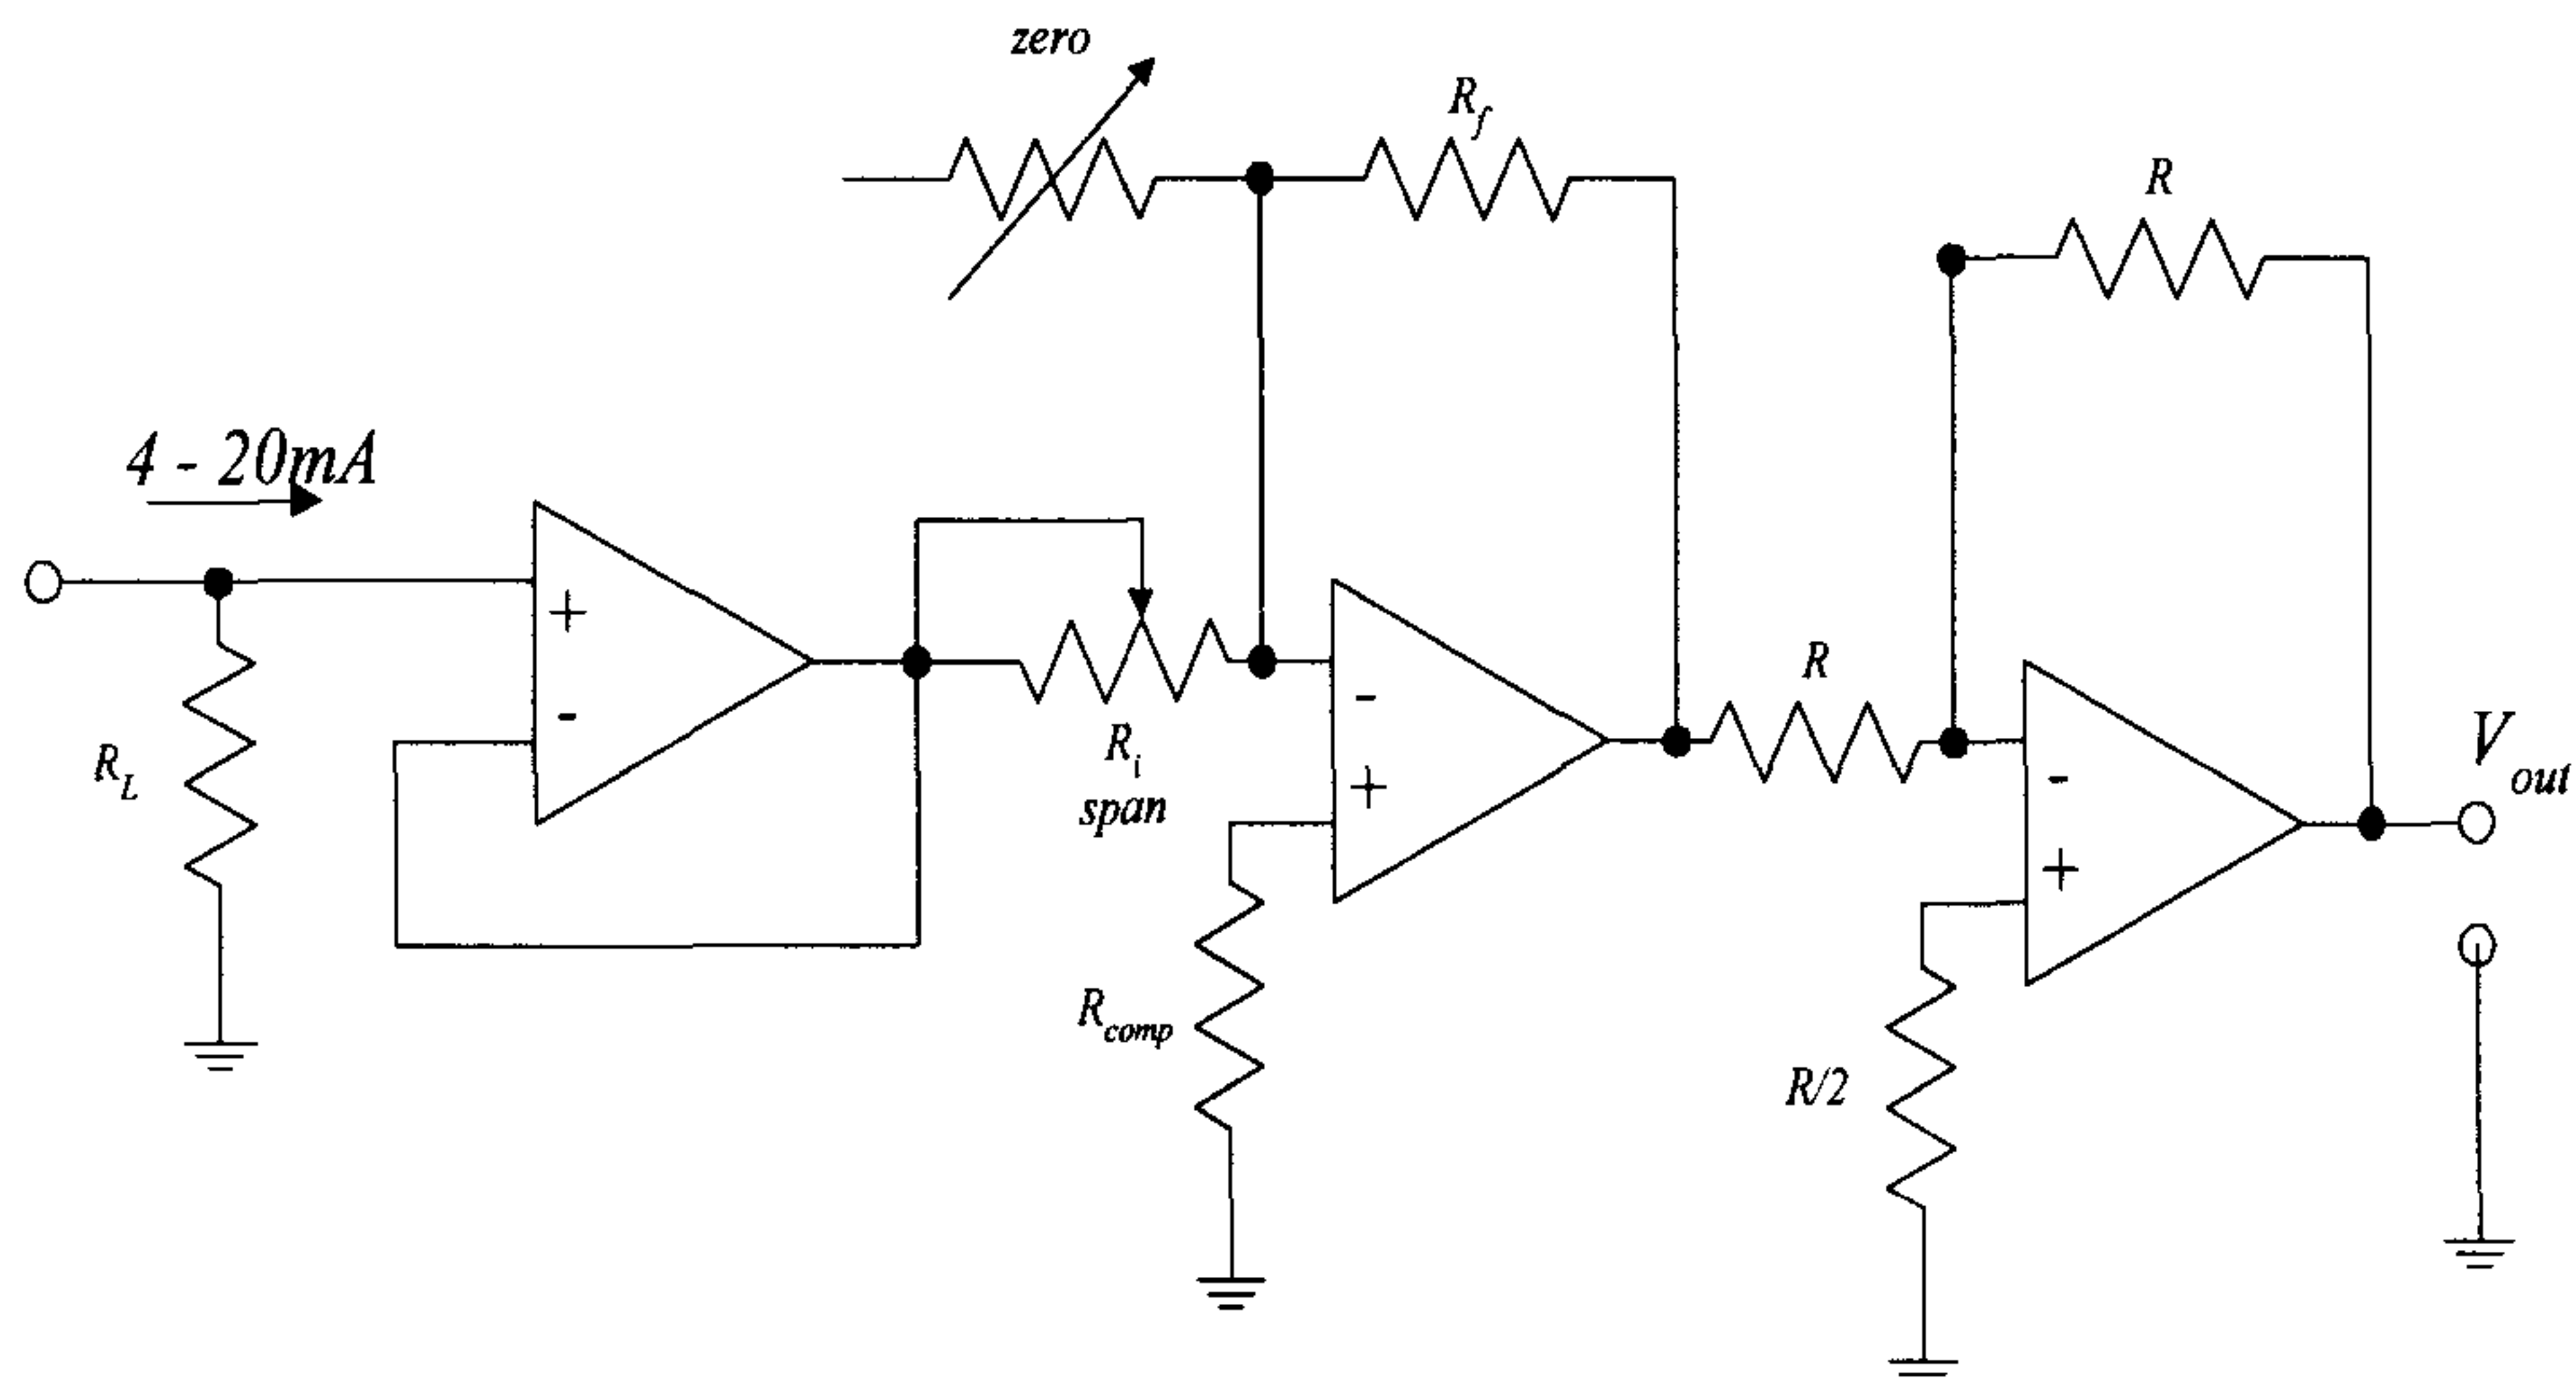 zero
R_f
R
4 - 20mA
+
-
R_L
R_i
span
-
+
R
-
+
V_out
R_comp
R/2